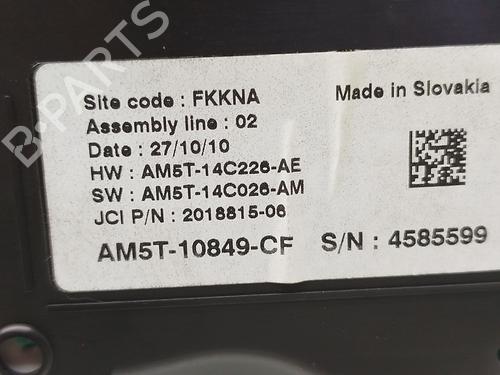 Site code : FKKNA
Made in Slovakia
Assembly line : 02
Date : 27/10/10
HW : AM5T-14C226-AE
SW : AM5T-14C026-AM
JCI P/N : 2018815-06
AM5T-10849-CF S/N : 4585599
B-PARTS